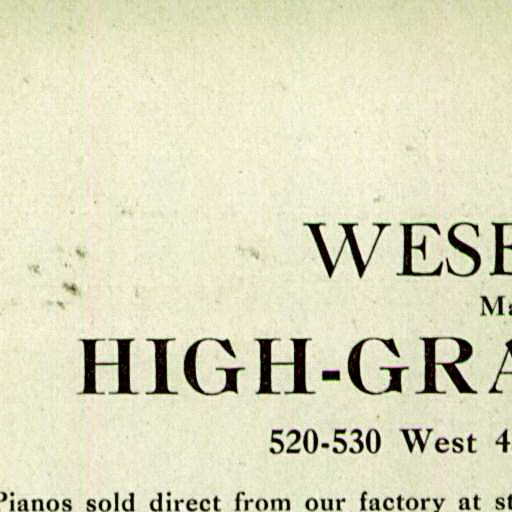 WESE
Ma
HIGH-GRA
520-530 West 4
Pianos sold direct from our factory at st